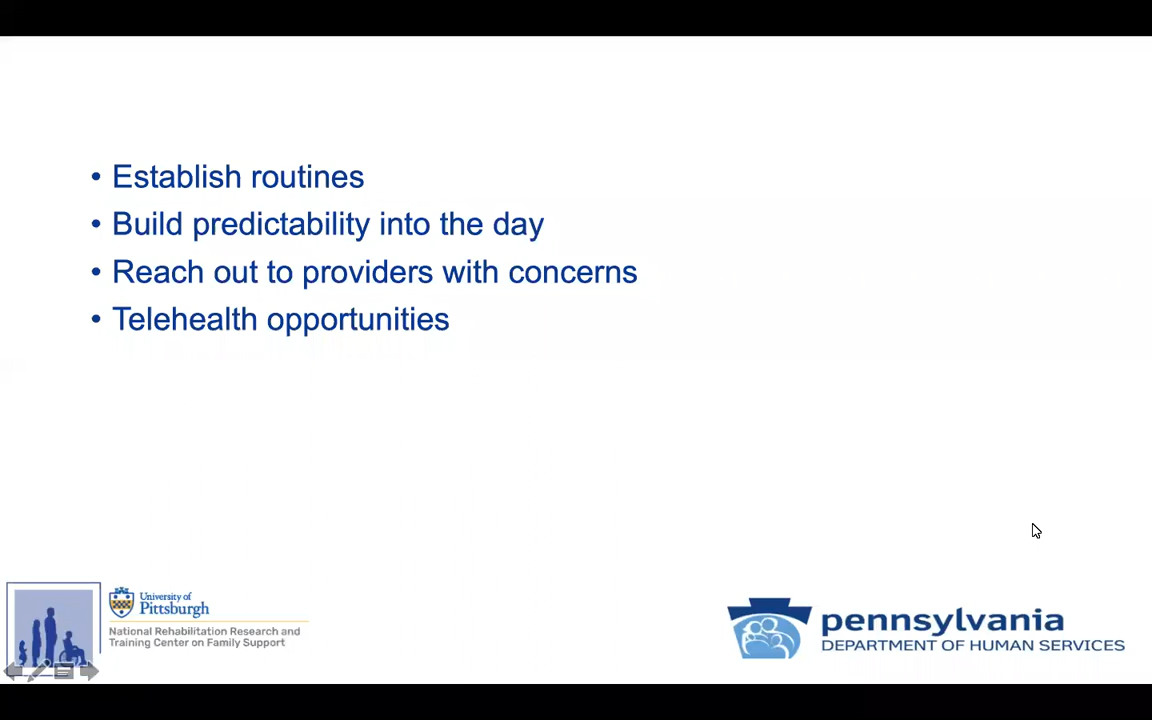 • Establish routines
• Build predictability into the day
• Reach out to providers with concerns
• Telehealth opportunities
University of
Pittsburgh
National Rehabilitation Research and
Training Center on Family Support
pennsylvania
DEPARTMENT OF HUMAN SERVICES